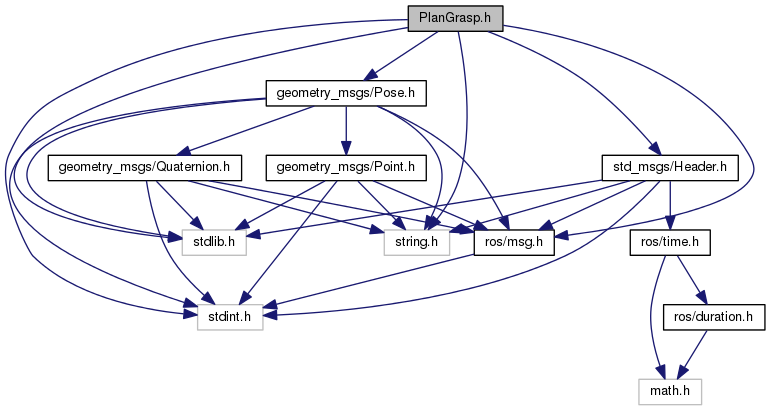 PlanGrasp.h
geometry_msgs/Pose.h
geometry_msgs/Quaternion.h
geometry_msgs/Point.h
std_msgs/Header.h
stdlib.h
string.h
ros/msg.h
ros/time.h
stdint.h
ros/duration.h
math.h